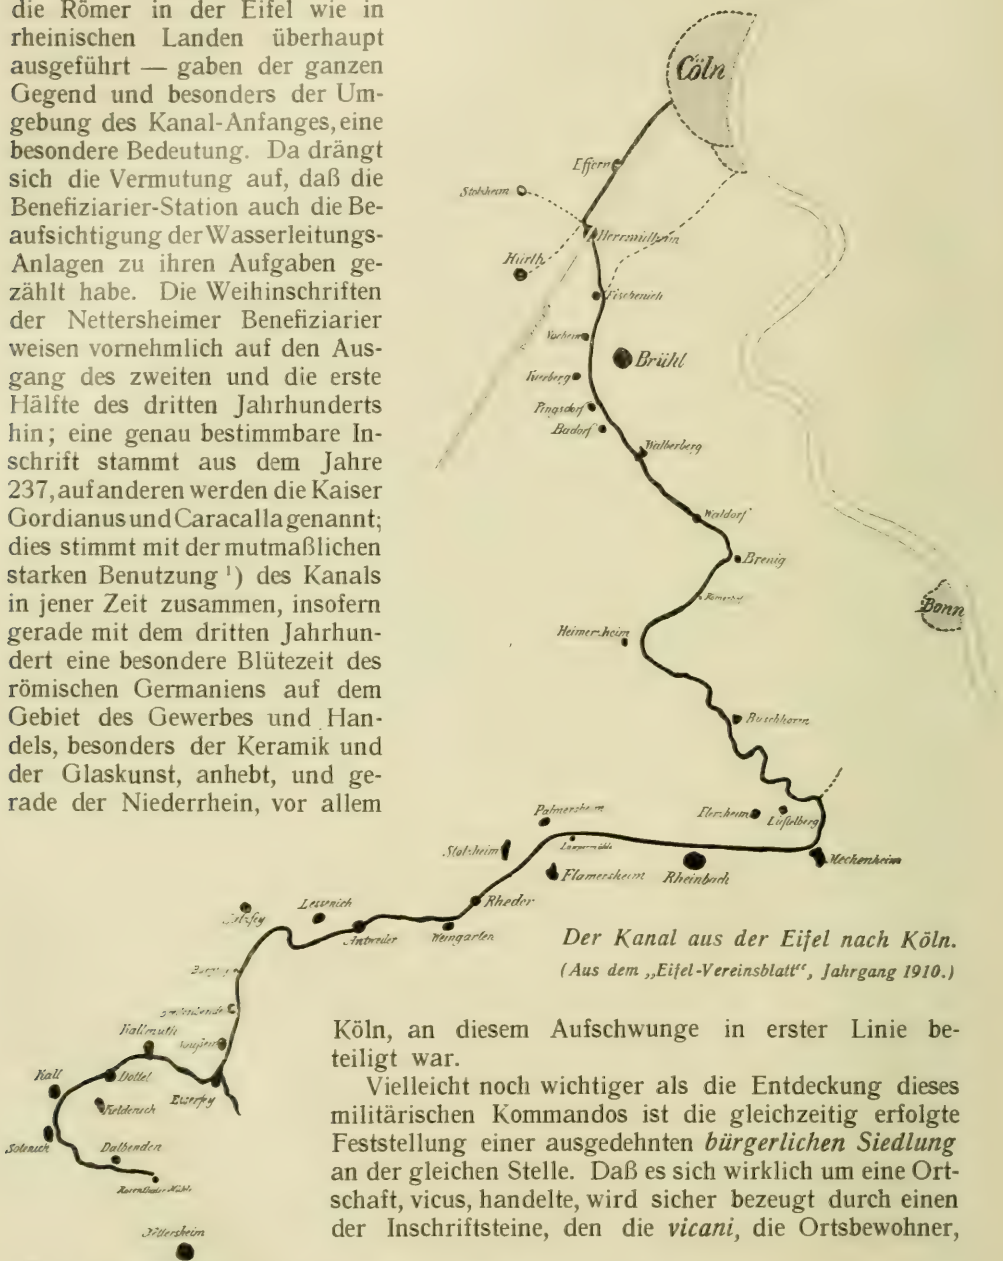 die Römer in der Eifel wie in
rheinischen Landen überhaupt
ausgeführt — gaben der ganzen
Gegend und besonders der Um-
gebung des Kanal-Anfanges, eine
besondere Bedeutung. Da drängt
sich die Vermutung auf, daß die
Benefiziarier-Station auch die Be-
aufsichtigung der Wasserleitungs-
Anlagen zu ihren Aufgaben ge-
zählt habe. Die Weihinschriften
der Nettersheimer Benefiziarier
weisen vornehmlich auf den Aus-
gang des zweiten und die erste
Hälfte des dritten Jahrhunderts
hin; eine genau bestimmbare In-
schrift stammt aus dem Jahre
237, auf anderen werden die Kaiser
Gordianus und Caracalla genannt;
dies stimmt mit der mutmaßlichen
starken Benutzung ¹) des Kanals
in jener Zeit zusammen, insofern
gerade mit dem dritten Jahrhun-
dert eine besondere Blütezeit des
römischen Germaniens auf dem
Gebiet des Gewerbes und Han-
dels, besonders der Keramik und
der Glaskunst, anhebt, und ge-
rade der Niederrhein, vor allem
Cöln
Efferen
Hürth
Fischenich
Brühl
Pingsdorf
Badorf
Walberberg
Waldorf
Brenig
Bonn
Heimerzheim
Buschhoven
Palmersheim
Flerzheim
Lüftelberg
Stotzheim
Flamersheim
Rheinbach
Meckenheim
Rheder
Lessenich
Antweiler
Weingarten
Der Kanal aus der Eifel nach Köln.
(Aus dem „Eifel-Vereinsblatt“, Jahrgang 1910.)
Kallmuth
Kall
Dottel
Eiserfey
Dalbenden
Köln, an diesem Aufschwunge in erster Linie be-
teiligt war.
Vielleicht noch wichtiger als die Entdeckung dieses
militärischen Kommandos ist die gleichzeitig erfolgte
Feststellung einer ausgedehnten bürgerlichen Siedlung
an der gleichen Stelle. Daß es sich wirklich um eine Ort-
schaft, vicus, handelte, wird sicher bezeugt durch einen
der Inschriftsteine, den die vicani, die Ortsbewohner,